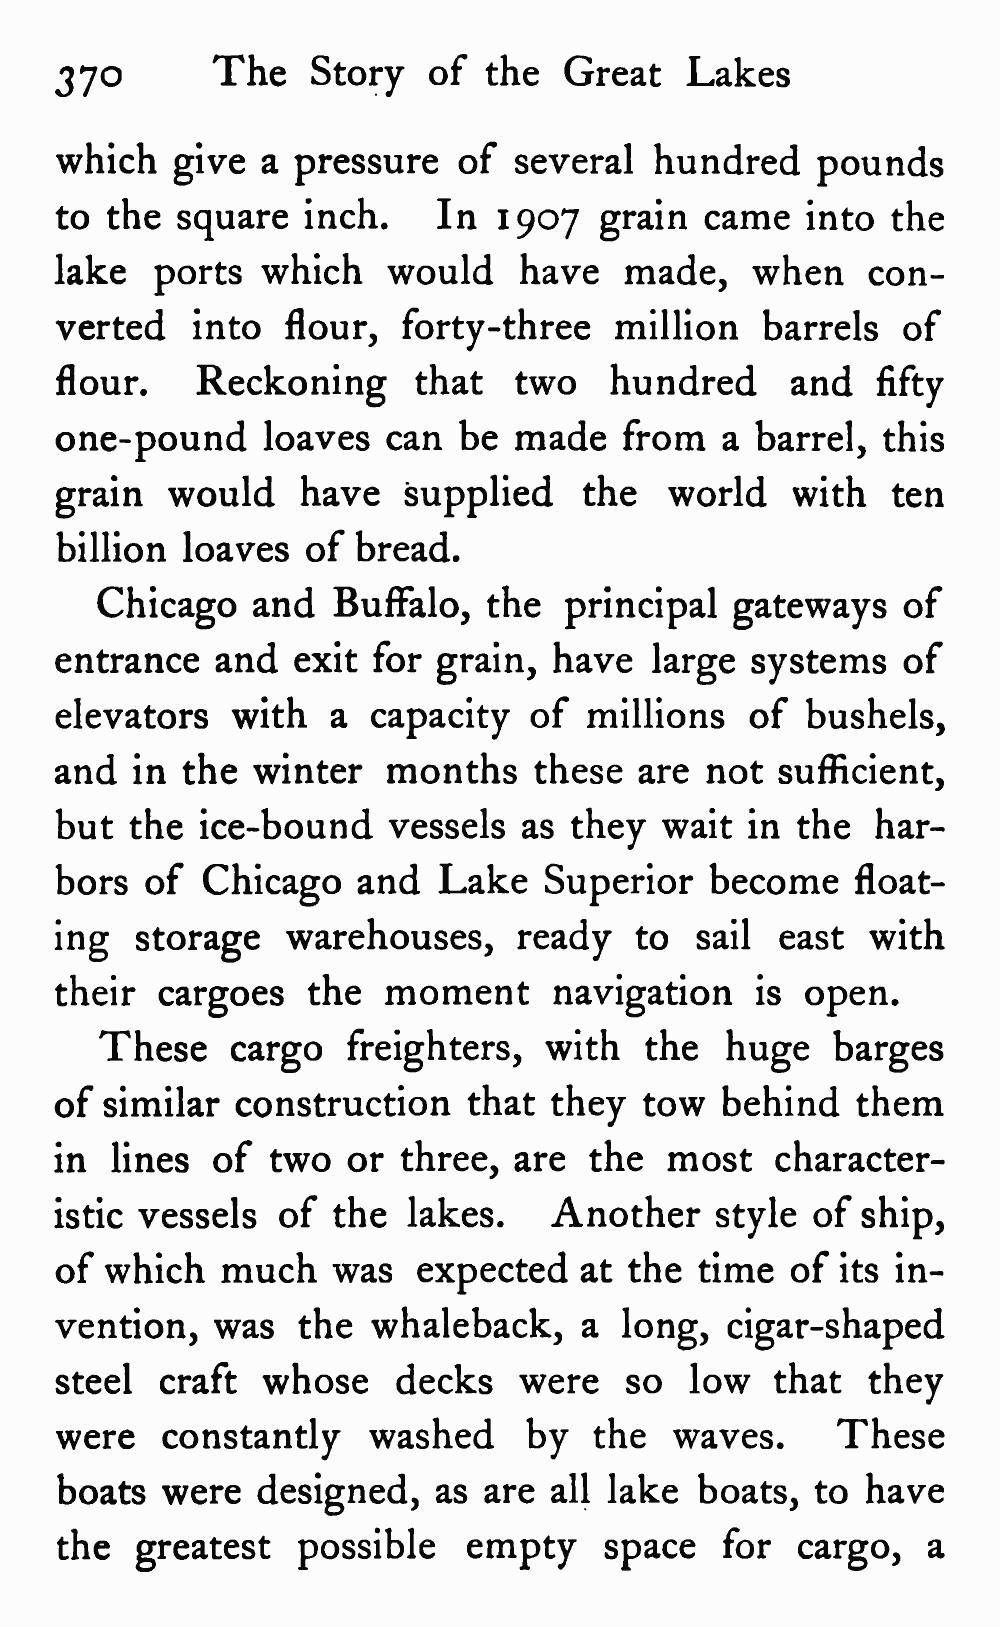 370 The Story of the Great Lakes
which give a pressure of several hundred pounds
to the square inch. In 1907 grain came into the
lake ports which would have made, when con-
verted into flour, forty-three million barrels of
flour. Reckoning that two hundred and fifty
one-pound loaves can be made from a barrel, this
grain would have supplied the world with ten
billion loaves of bread.
Chicago and Buffalo, the principal gateways of
entrance and exit for grain, have large systems of
elevators with a capacity of millions of bushels,
and in the winter months these are not sufficient,
but the ice-bound vessels as they wait in the har-
bors of Chicago and Lake Superior become float-
ing storage warehouses, ready to sail east with
their cargoes the moment navigation is open.
These cargo freighters, with the huge barges
of similar construction that they tow behind them
in lines of two or three, are the most character-
istic vessels of the lakes. Another style of ship,
of which much was expected at the time of its in-
vention, was the whaleback, a long, cigar-shaped
steel craft whose decks were so low that they
were constantly washed by the waves. These
boats were designed, as are all lake boats, to have
the greatest possible empty space for cargo, a